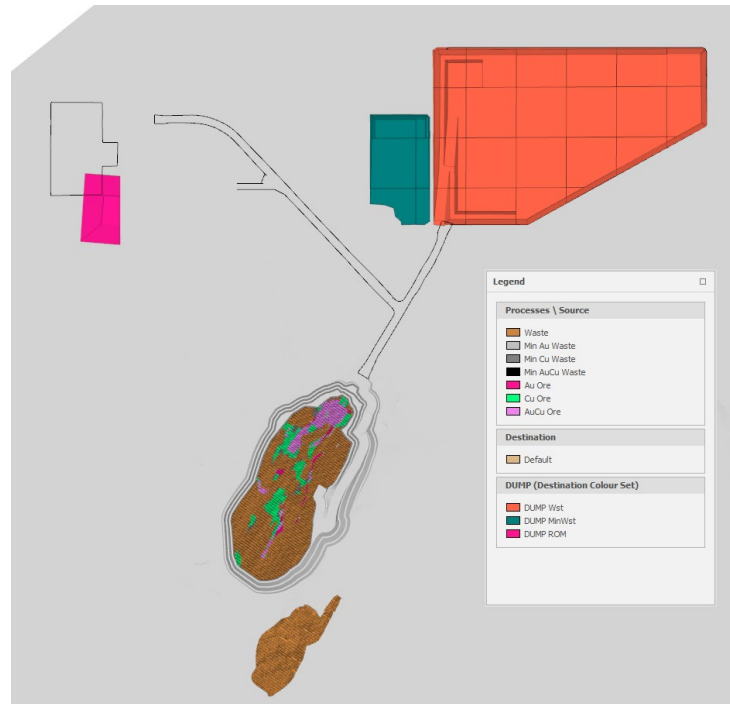 Legend
Processes \ Source
Waste
Min Au Waste
Min Cu Waste
Min AuCu Waste
Au Ore
Cu Ore
AuCu Ore
Destination
Default
DUMP (Destination Colour Set)
DUMP Wst
DUMP MinWst
DUMP ROM